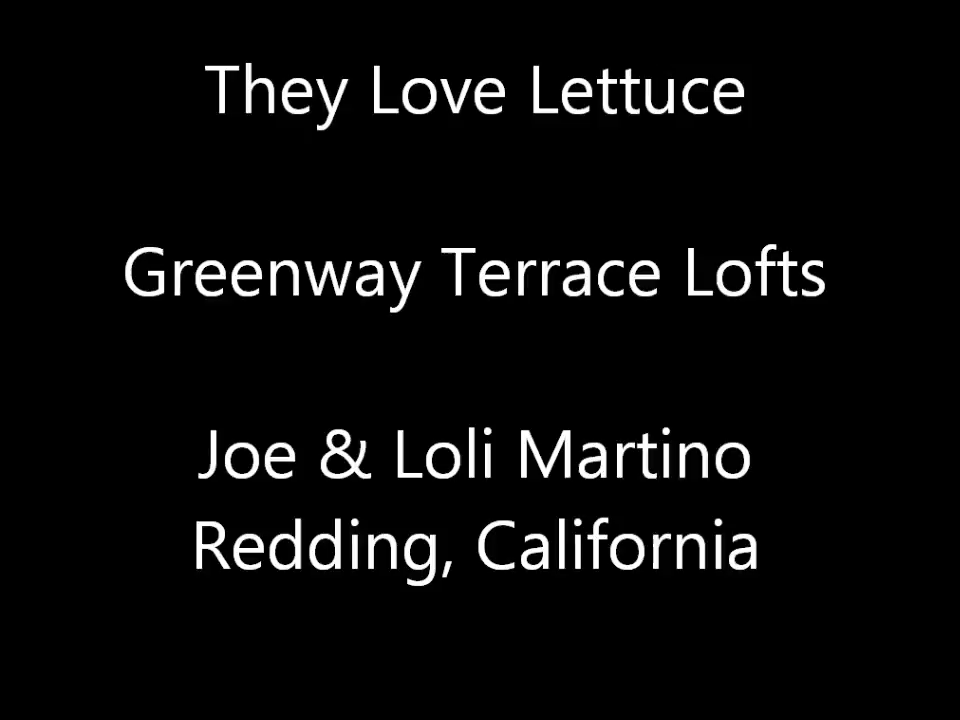 They Love Lettuce
Greenway Terrace Lofts
Joe & Loli Martino
Redding, California